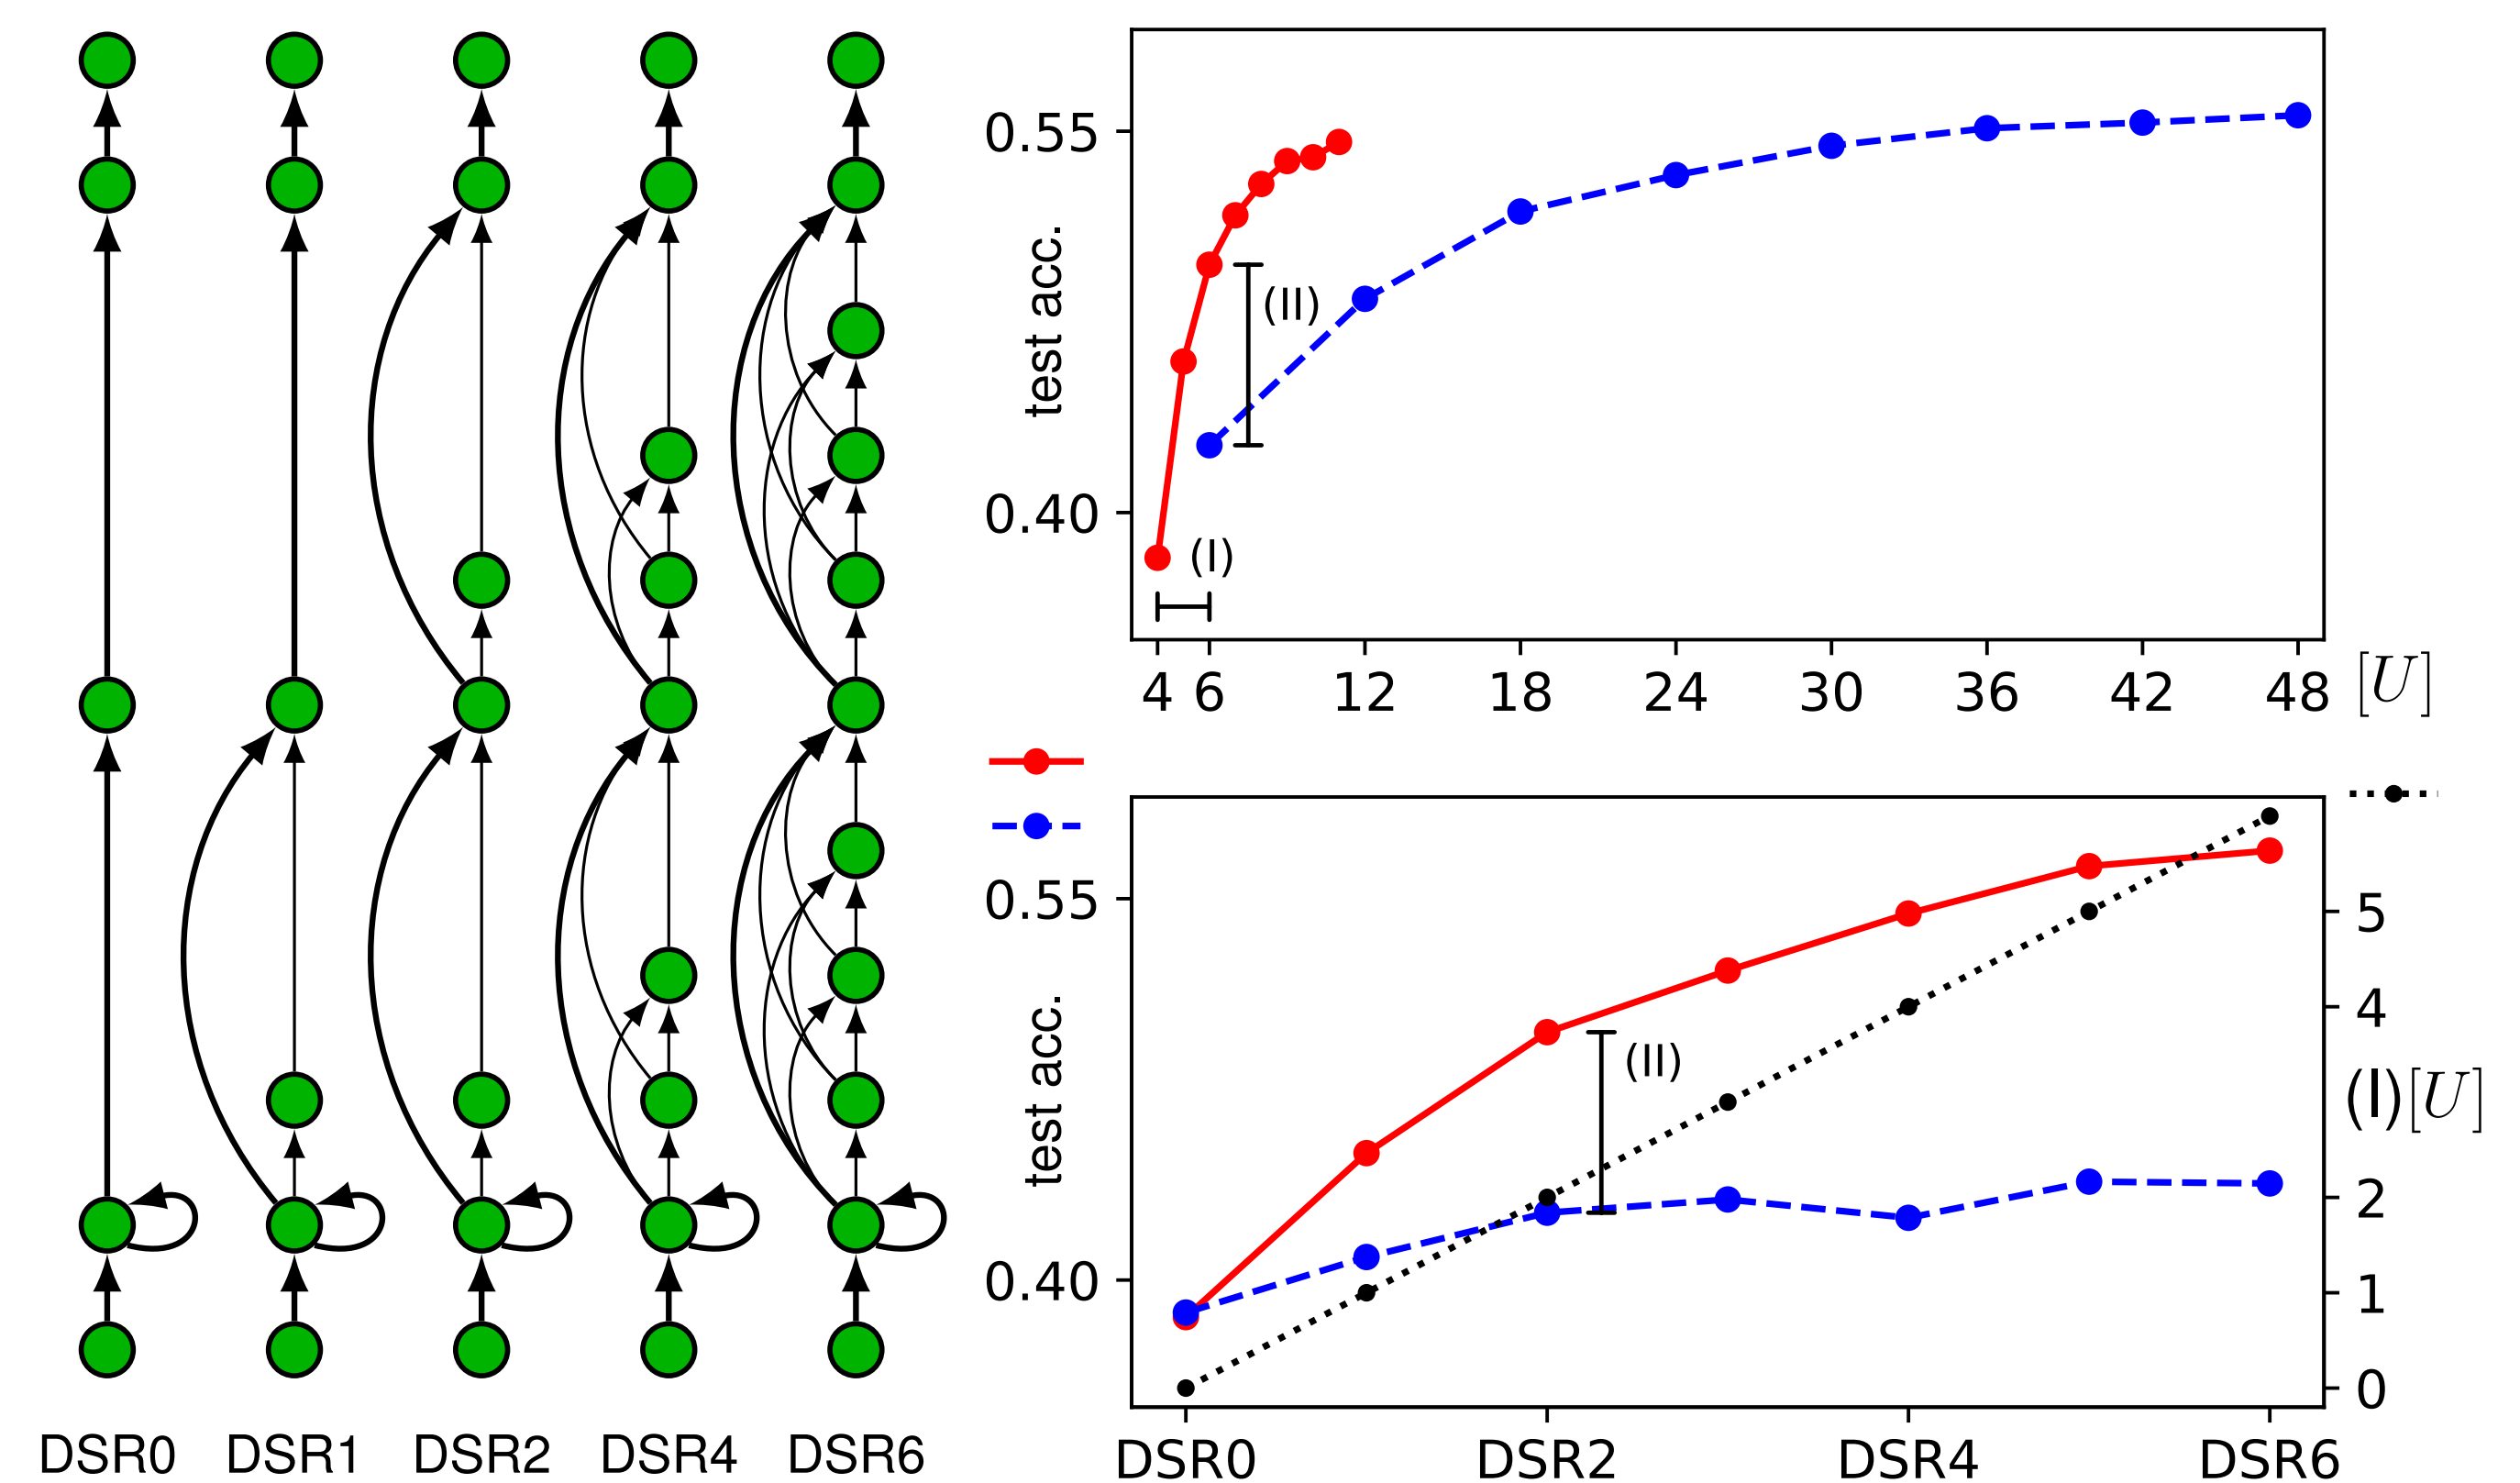 DSR0 DSR1 DSR2 DSR4 DSR6
0.55
0.40
test acc.
(I)
(II)
4 6 12 18 24 30 36 42 48
[U]
0.55
0.40
test acc.
(II)
5
4
2
1
0
(I)[U]
DSR0 DSR2 DSR4 DSR6